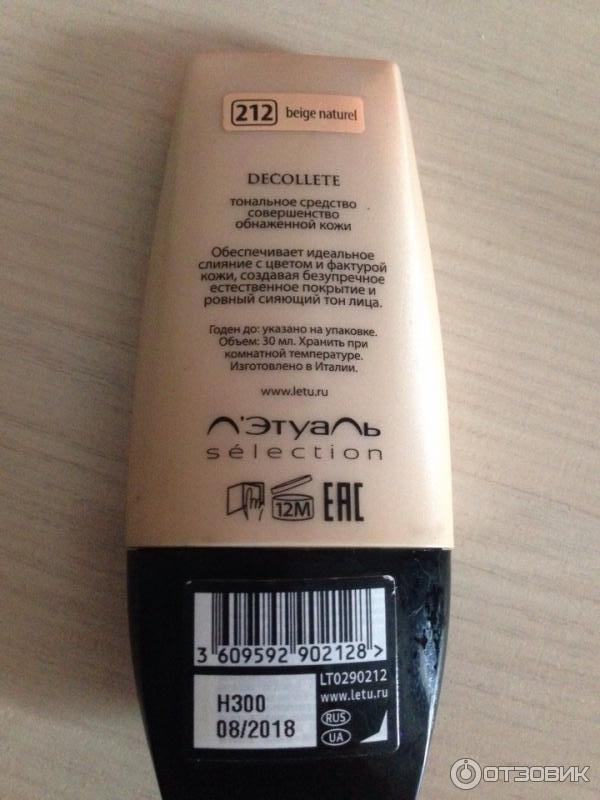 212 beige naturel
DECOLLETE
тональное средство
совершенство
обнаженной кожи
Обеспечивает идеальное
слияние с цветом и фактурой
кожи, создавая безупречное
естественное покрытие и
ровный сияющий тон лица.
Годен до: указано на упаковке.
Объем: 30 мл. Хранить при
комнатной температуре.
Изготовлено в Италии.
www.letu.ru
Л'Этуаль
sélection
12M EAC
3 609592 902128 >
LT0290212
www.letu.ru
H300
08/2018
RUS
UA
ОТЗОВИК